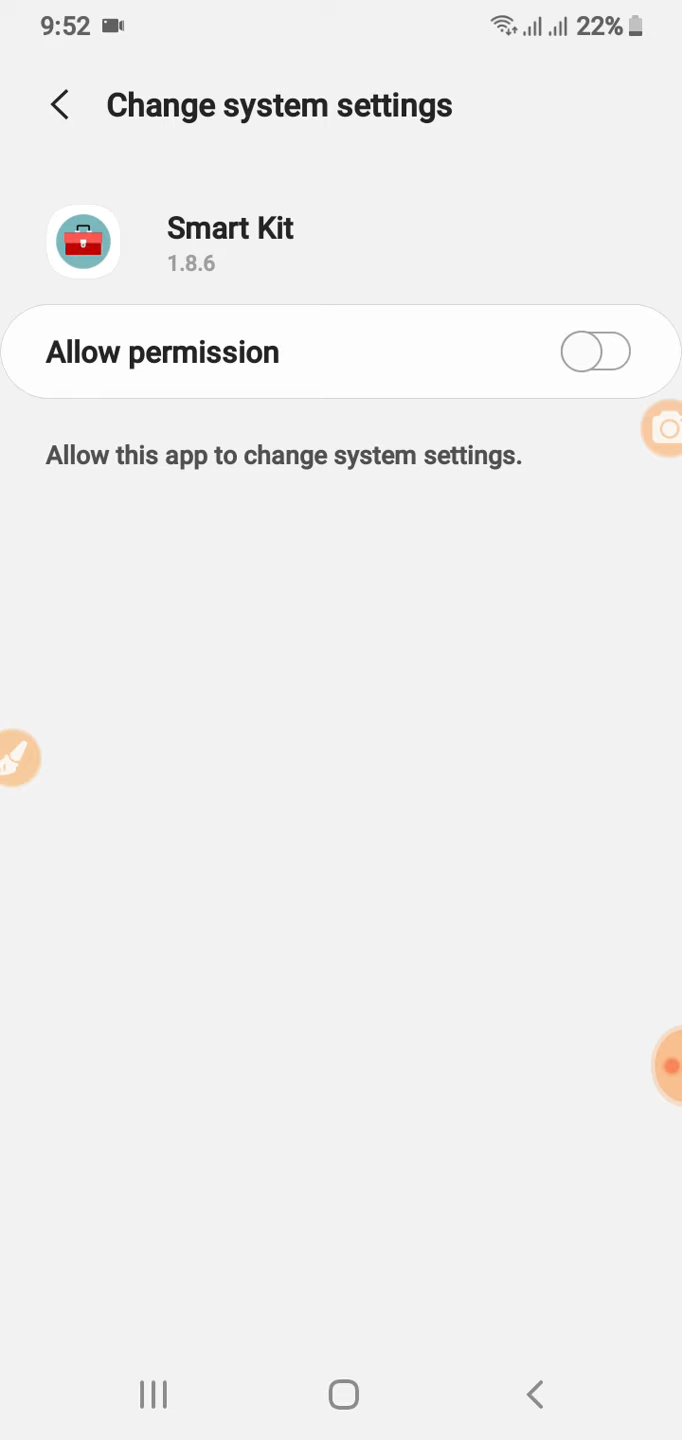 9:52 22%
Change system settings
Smart Kit
1.8.6
Allow permission
Allow this app to change system settings.